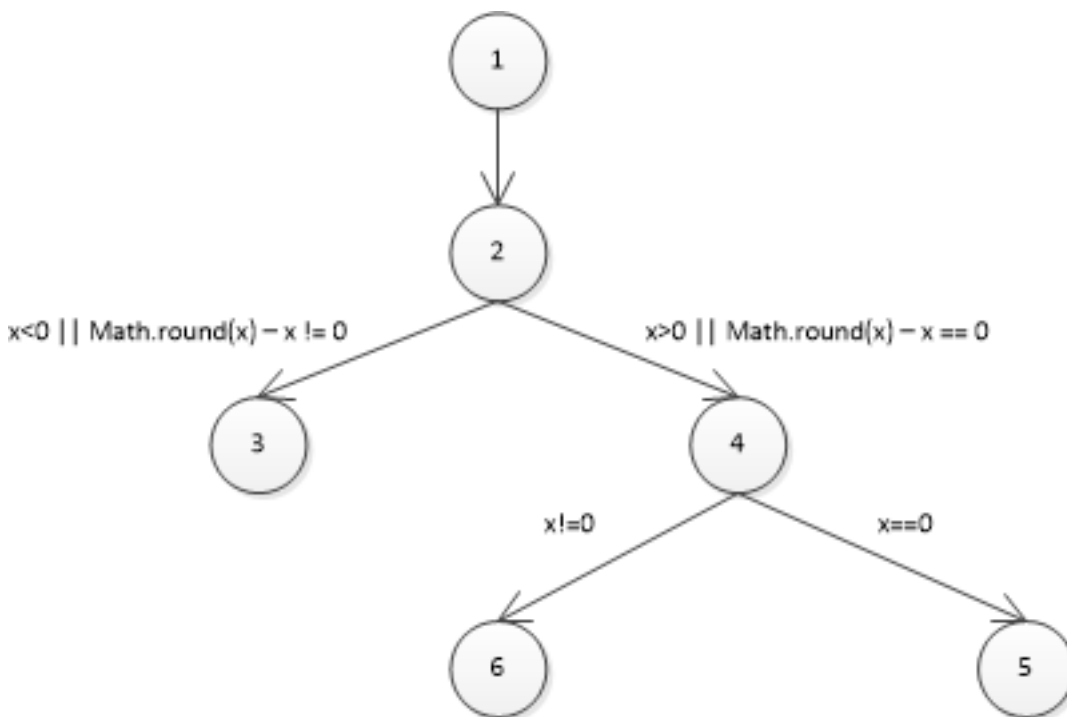 1
2
x<0 || Math.round(x) – x != 0
x>0 || Math.round(x) – x == 0
3
4
x!=0
x==0
6
5